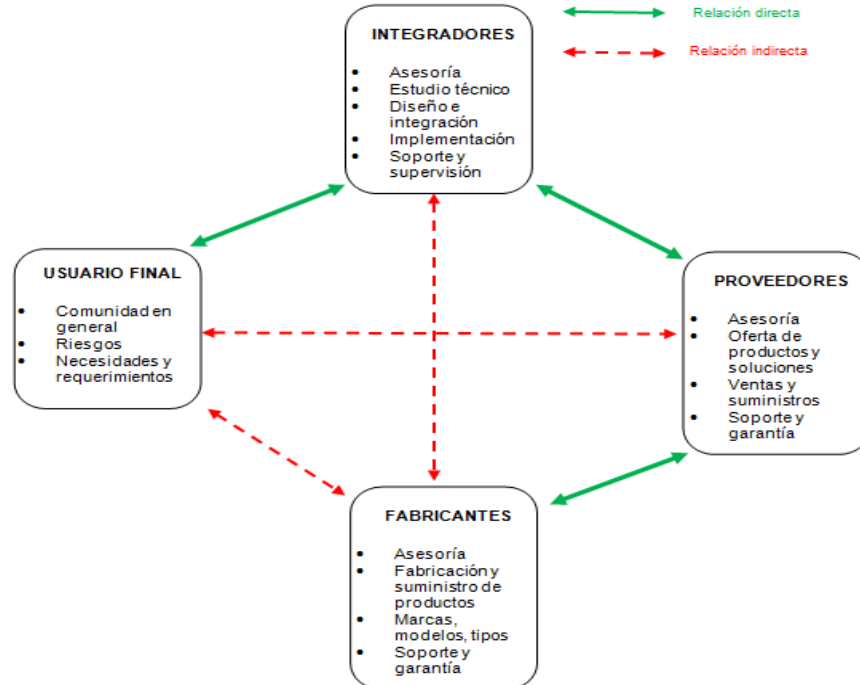 Relación directa
Relación indirecta
INTEGRADORES
• Asesoría
• Estudio técnico
• Diseño e
integración
• Implementación
• Soporte y
supervisión
USUARIO FINAL
• Comunidad en
general
• Riesgos
• Necesidades y
requerimientos
PROVEEDORES
• Asesoría
• Oferta de
productos y
soluciones
• Ventas y
suministros
• Soporte y
garantía
FABRICANTES
• Asesoría
• Fabricación y
suministro de
productos
• Marcas,
modelos, tipos
• Soporte y
garantía